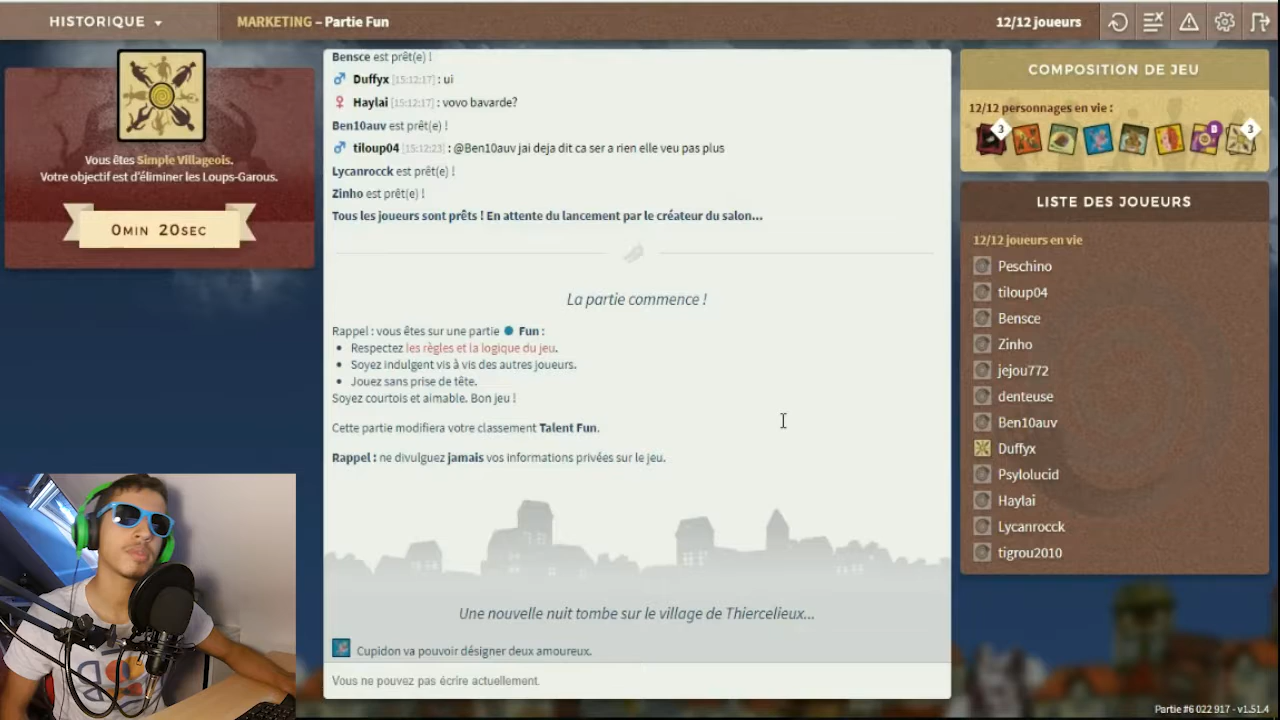 HISTORIQUE
MARKETING – Partie Fun
12/12 joueurs
Vous êtes Simple Villageois.
Votre objectif est d'éliminer les Loups-Garous.
0MIN 20SEC
Bensce est prêt(e) !
Duffyx [15:12:17] : ui
Haylai [15:12:17] : vovo bavarde?
Ben10auv est prêt(e) !
tiloup04 [15:12:23] : @Ben10auv jai deja dit ca ser a rien elle veu pas plus
Lycanrocck est prêt(e) !
Zinho est prêt(e) !
Tous les joueurs sont prêts ! En attente du lancement par le créateur du salon...
La partie commence !
Rappel : vous êtes sur une partie Fun :
• Respectez les règles et la logique du jeu.
• Soyez indulgent vis à vis des autres joueurs.
• Jouez sans prise de tête.
Soyez courtois et aimable. Bon jeu !
Cette partie modifiera votre classement Talent Fun.
Rappel : ne divulguez jamais vos informations privées sur le jeu.
Une nouvelle nuit tombe sur le village de Thiercelieux...
Cupidon va pouvoir désigner deux amoureux.
Vous ne pouvez pas écrire actuellement.
COMPOSITION DE JEU
12/12 personnages en vie :
3
3
LISTE DES JOUEURS
12/12 joueurs en vie
Peschino
tiloup04
Bensce
Zinho
jejou772
denteuse
Ben10auv
Duffyx
Psylolucid
Haylai
Lycanrocck
tigrou2010
Partie #6 022 917 - v1.51.4